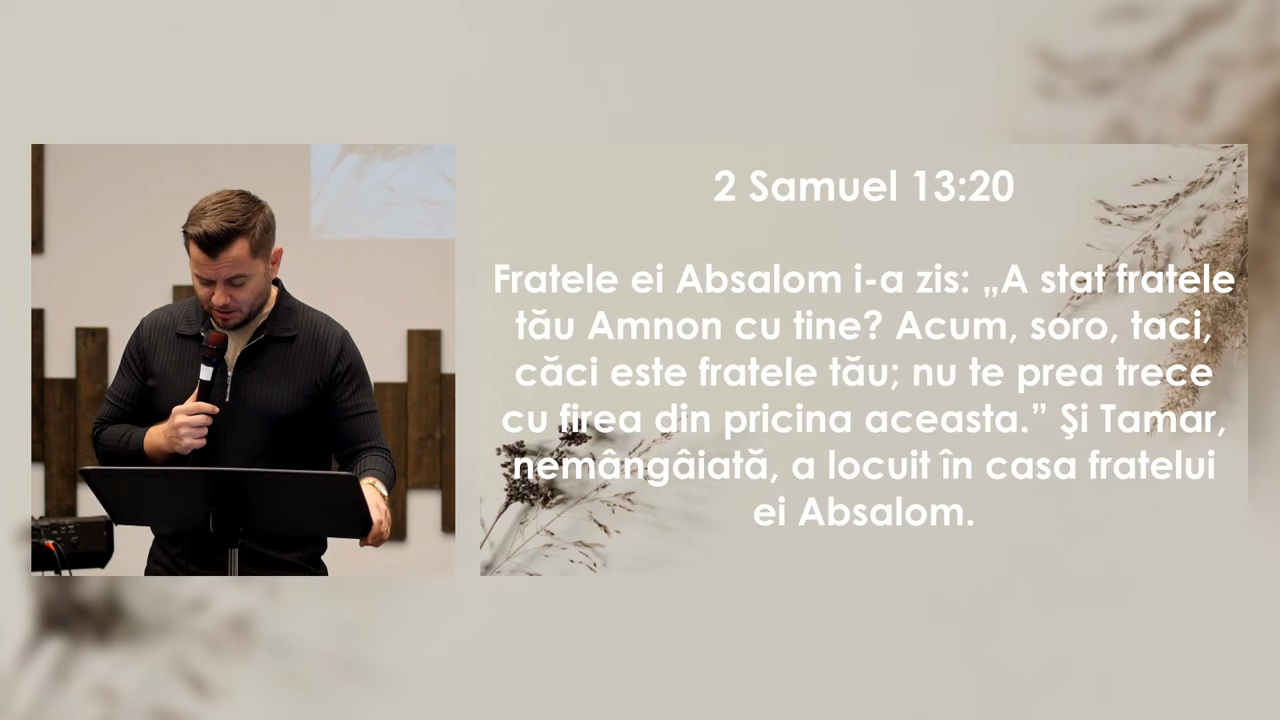 2 Samuel 13:20
Fratele ei Absalom i-a zis: „A stat fratele
tău Amnon cu tine? Acum, soro, taci,
căci este fratele tău; nu te prea trece
cu firea din pricina aceasta.” Şi Tamar,
nemângâiată, a locuit în casa fratelui
ei Absalom.